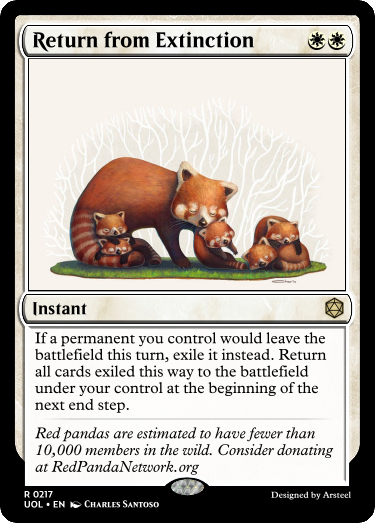 Return from Extinction
Instant
If a permanent you control would leave the
battlefield this turn, exile it instead. Return
all cards exiled this way to the battlefield
under your control at the beginning of the
next end step.
Red pandas are estimated to have fewer than
10,000 members in the wild. Consider donating
at RedPandaNetwork.org
R 0217
UOL • EN CHARLES SANTOSO
Designed by Arsteel